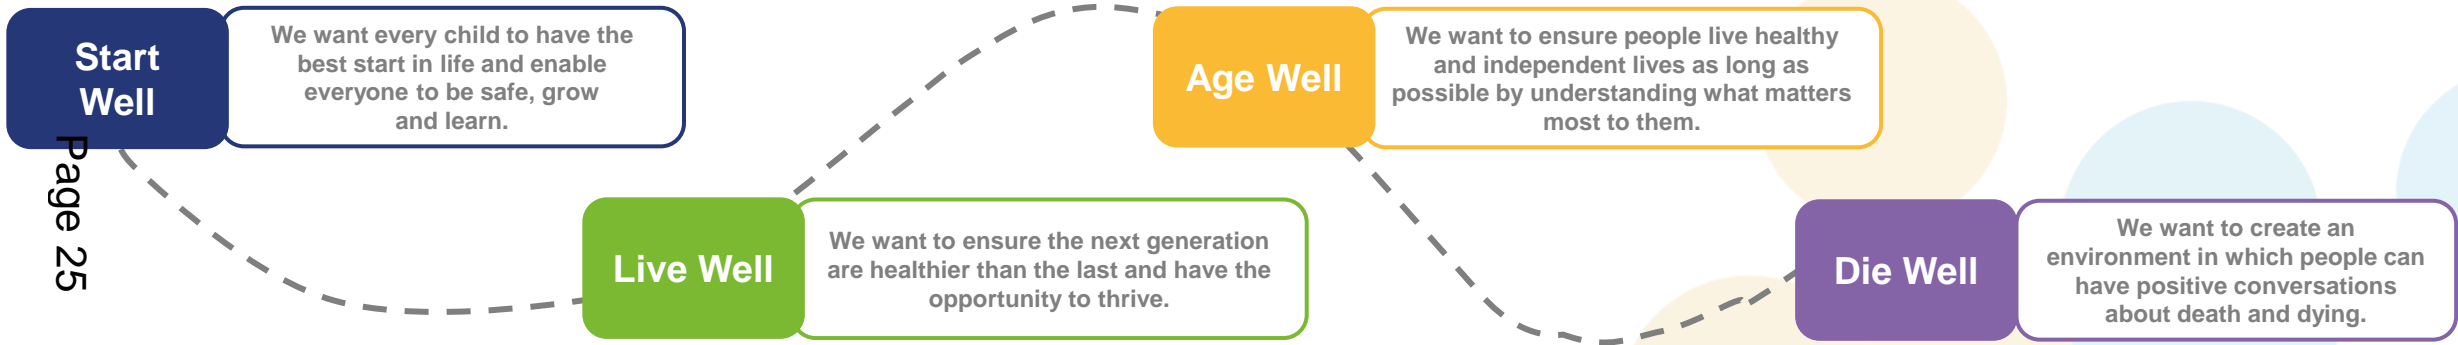 Start
Well
We want every child to have the
best start in life and enable
everyone to be safe, grow
and learn.
Live Well
We want to ensure the next generation
are healthier than the last and have the
opportunity to thrive.
Age Well
We want to ensure people live healthy
and independent lives as long as
possible by understanding what matters
most to them.
Die Well
We want to create an
environment in which people can
have positive conversations
about death and dying.
Page 25